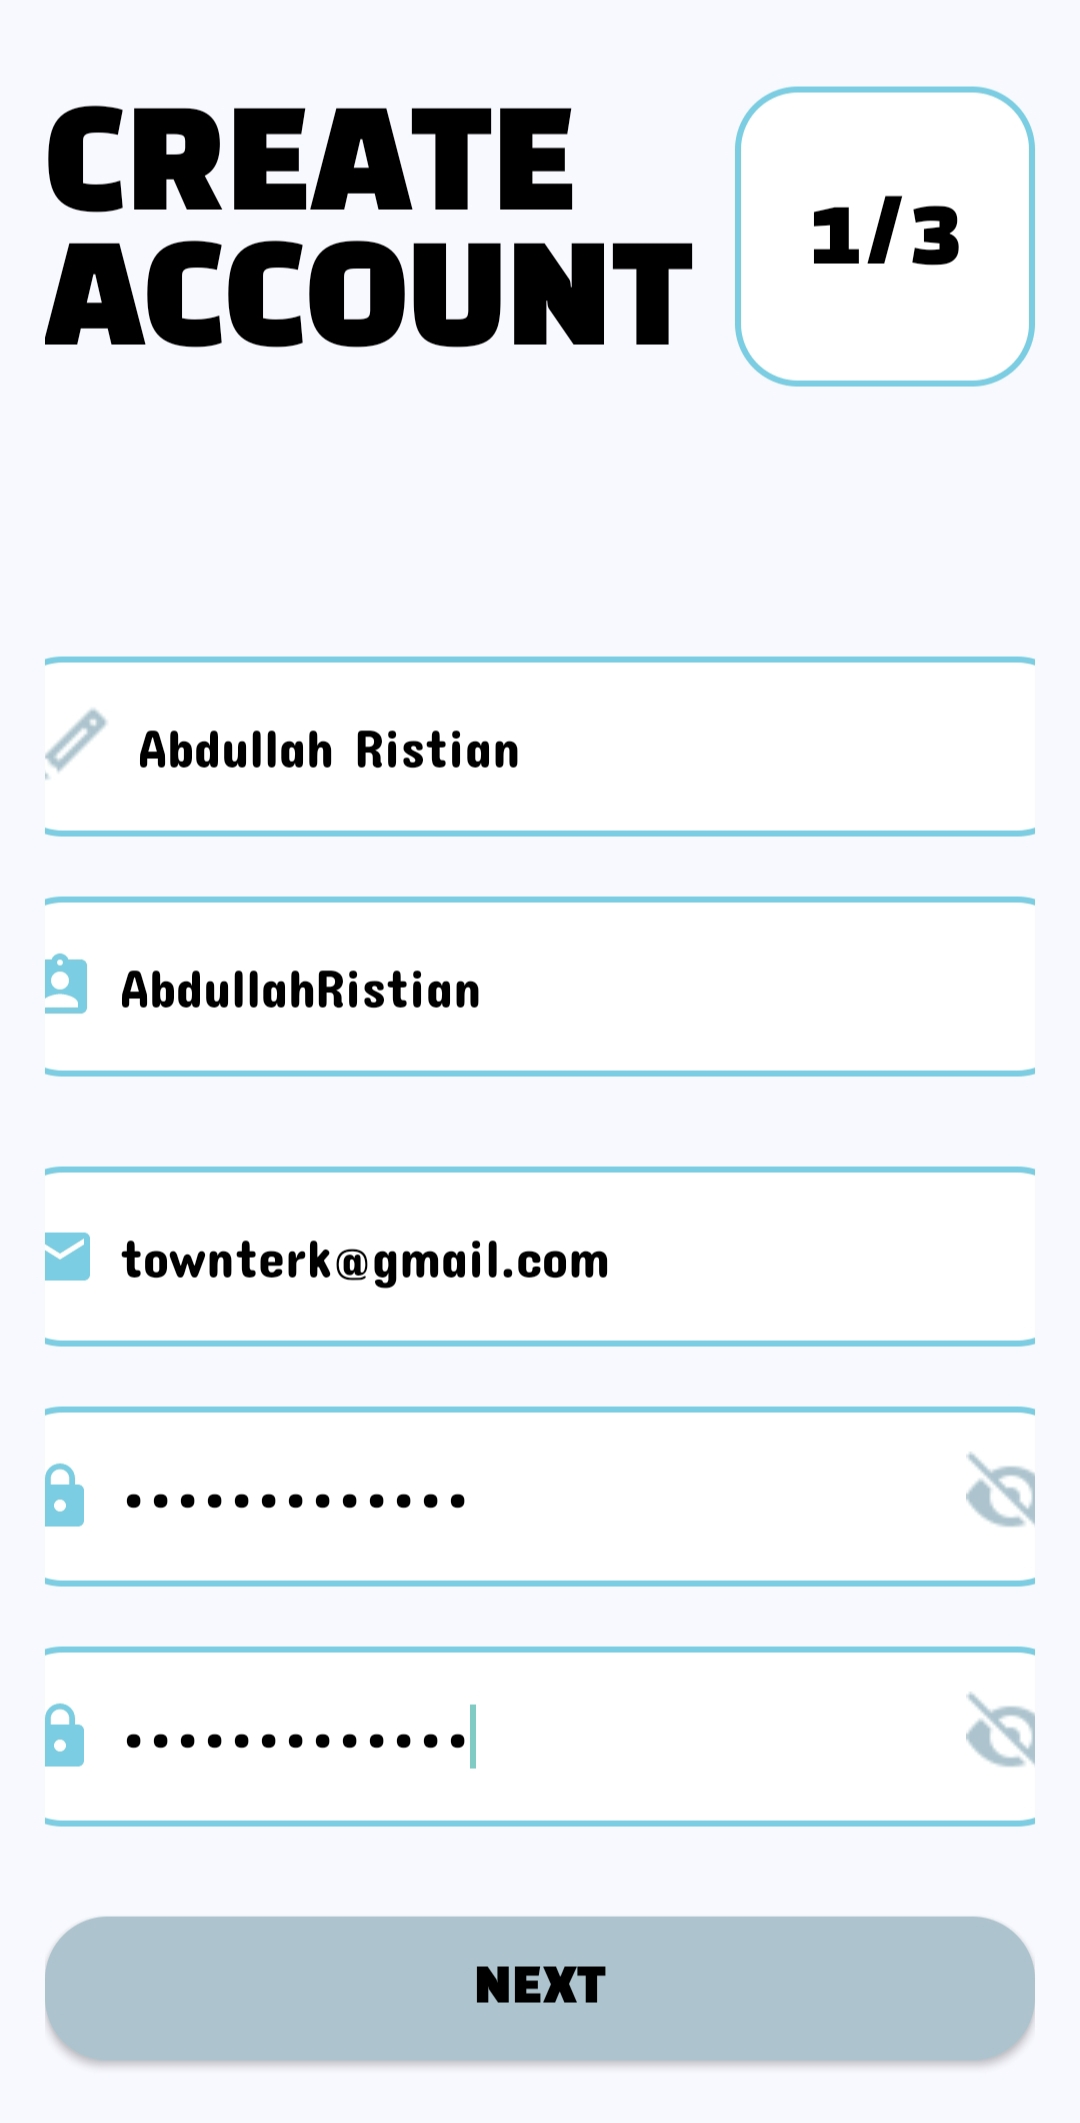 CREATE
ACCOUNT
1/3
Abdullah Ristian
AbdullahRistian
townterk@gmail.com
•••••••••••••
•••••••••••••
NEXT